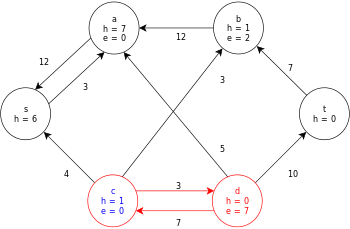 a
h = 7
e = 0
b
h = 1
e = 2
12
12
3
3
7
s
h = 6
t
h = 0
5
4
10
c
h = 1
e = 0
3
d
h = 0
e = 7
7